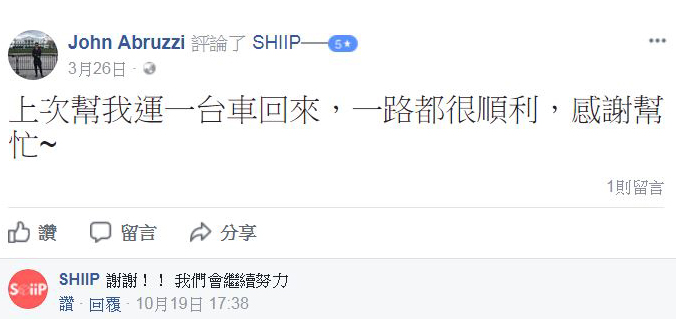 John Abruzzi 評論了 SHIIP—— 5★
3月26日 ·
上次幫我運一台車回來，一路都很順利，感謝幫
忙~
1則留言
讚 留言 分享
SHIIP 謝謝！！ 我們會繼續努力
SHIIP
讚 · 回覆 · 10月19日 17:38